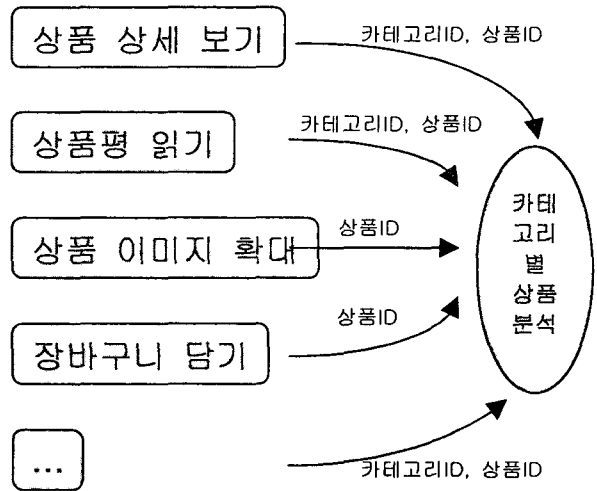 상품 상세 보기
카테고리ID, 상품ID
상품평 읽기
카테고리ID, 상품ID
상품 이미지 확대
상품ID
카테
고리
별
상품
분석
장바구니 담기
상품ID
...
카테고리ID, 상품ID